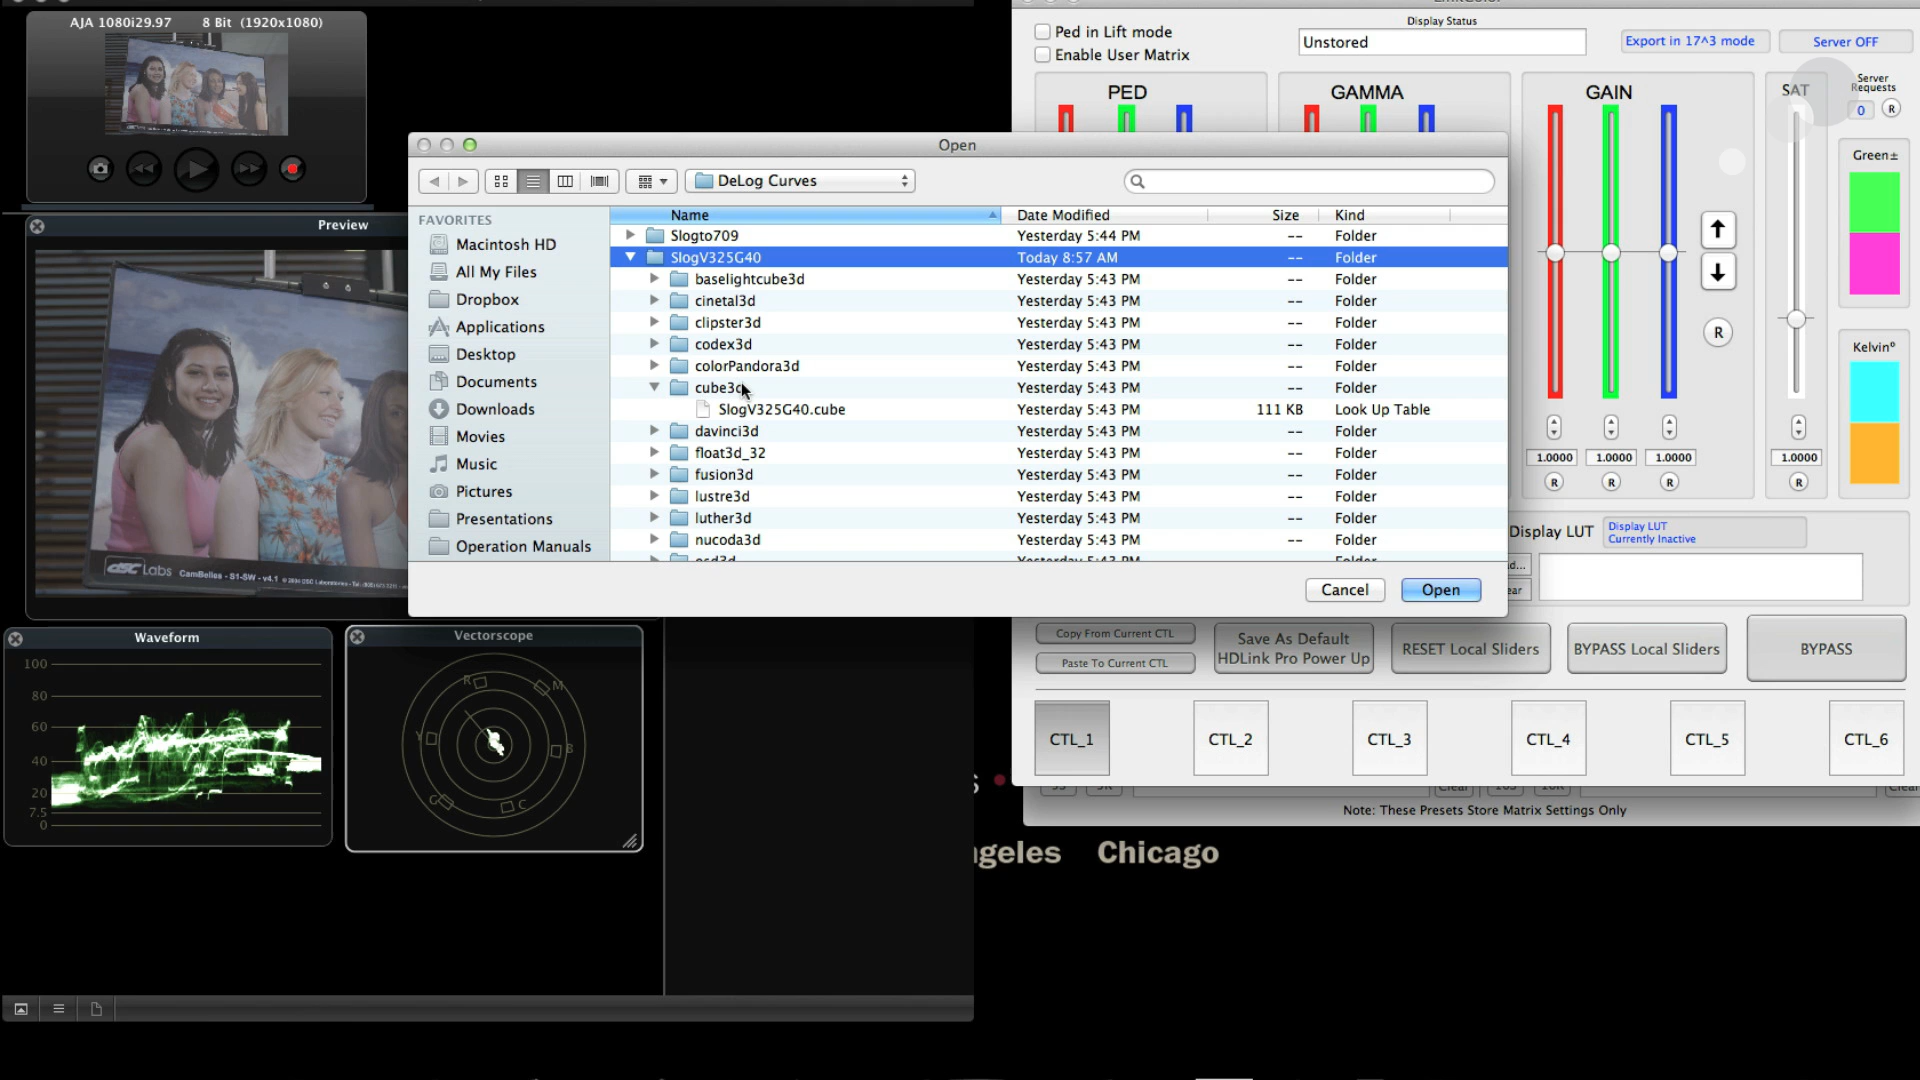 AJA 1080i29.97 8 Bit (1920x1080)
Ped in Lift mode
Enable User Matrix
Display Status
Unstored
Export in 17^3 mode
Server OFF
PED
GAMMA
GAIN
SAT
Server
Requests
0
R
Green±
Kelvinº
R
1.0000
1.0000
1.0000
1.0000
R
R
R
R
Open
DeLog Curves
FAVORITES
Macintosh HD
All My Files
Dropbox
Applications
Desktop
Documents
Downloads
Movies
Music
Pictures
Presentations
Operation Manuals
Name Date Modified Size Kind
Slogto709 Yesterday 5:44 PM -- Folder
SlogV325G40 Today 8:57 AM -- Folder
baselightcube3d Yesterday 5:43 PM -- Folder
cinetal3d Yesterday 5:43 PM -- Folder
clipster3d Yesterday 5:43 PM -- Folder
codex3d Yesterday 5:43 PM -- Folder
colorPandora3d Yesterday 5:43 PM -- Folder
cube3d Yesterday 5:43 PM -- Folder
SlogV325G40.cube Yesterday 5:43 PM 111 KB Look Up Table
davinci3d Yesterday 5:43 PM -- Folder
float3d_32 Yesterday 5:43 PM -- Folder
fusion3d Yesterday 5:43 PM -- Folder
lustre3d Yesterday 5:43 PM -- Folder
luther3d Yesterday 5:43 PM -- Folder
nucoda3d Yesterday 5:43 PM -- Folder
Cancel
Open
Preview
dsc Labs CamBelles - S1-SW - v4.1
Display LUT
Display LUT
Currently Inactive
Copy From Current CTL
Paste To Current CTL
Save As Default
HDLink Pro Power Up
RESET Local Sliders
BYPASS Local Sliders
BYPASS
CTL_1
CTL_2
CTL_3
CTL_4
CTL_5
CTL_6
Note: These Presets Store Matrix Settings Only
Waveform
100
80
60
40
20
7.5
0
Vectorscope
R
M
Y
B
G
C
ngeles Chicago